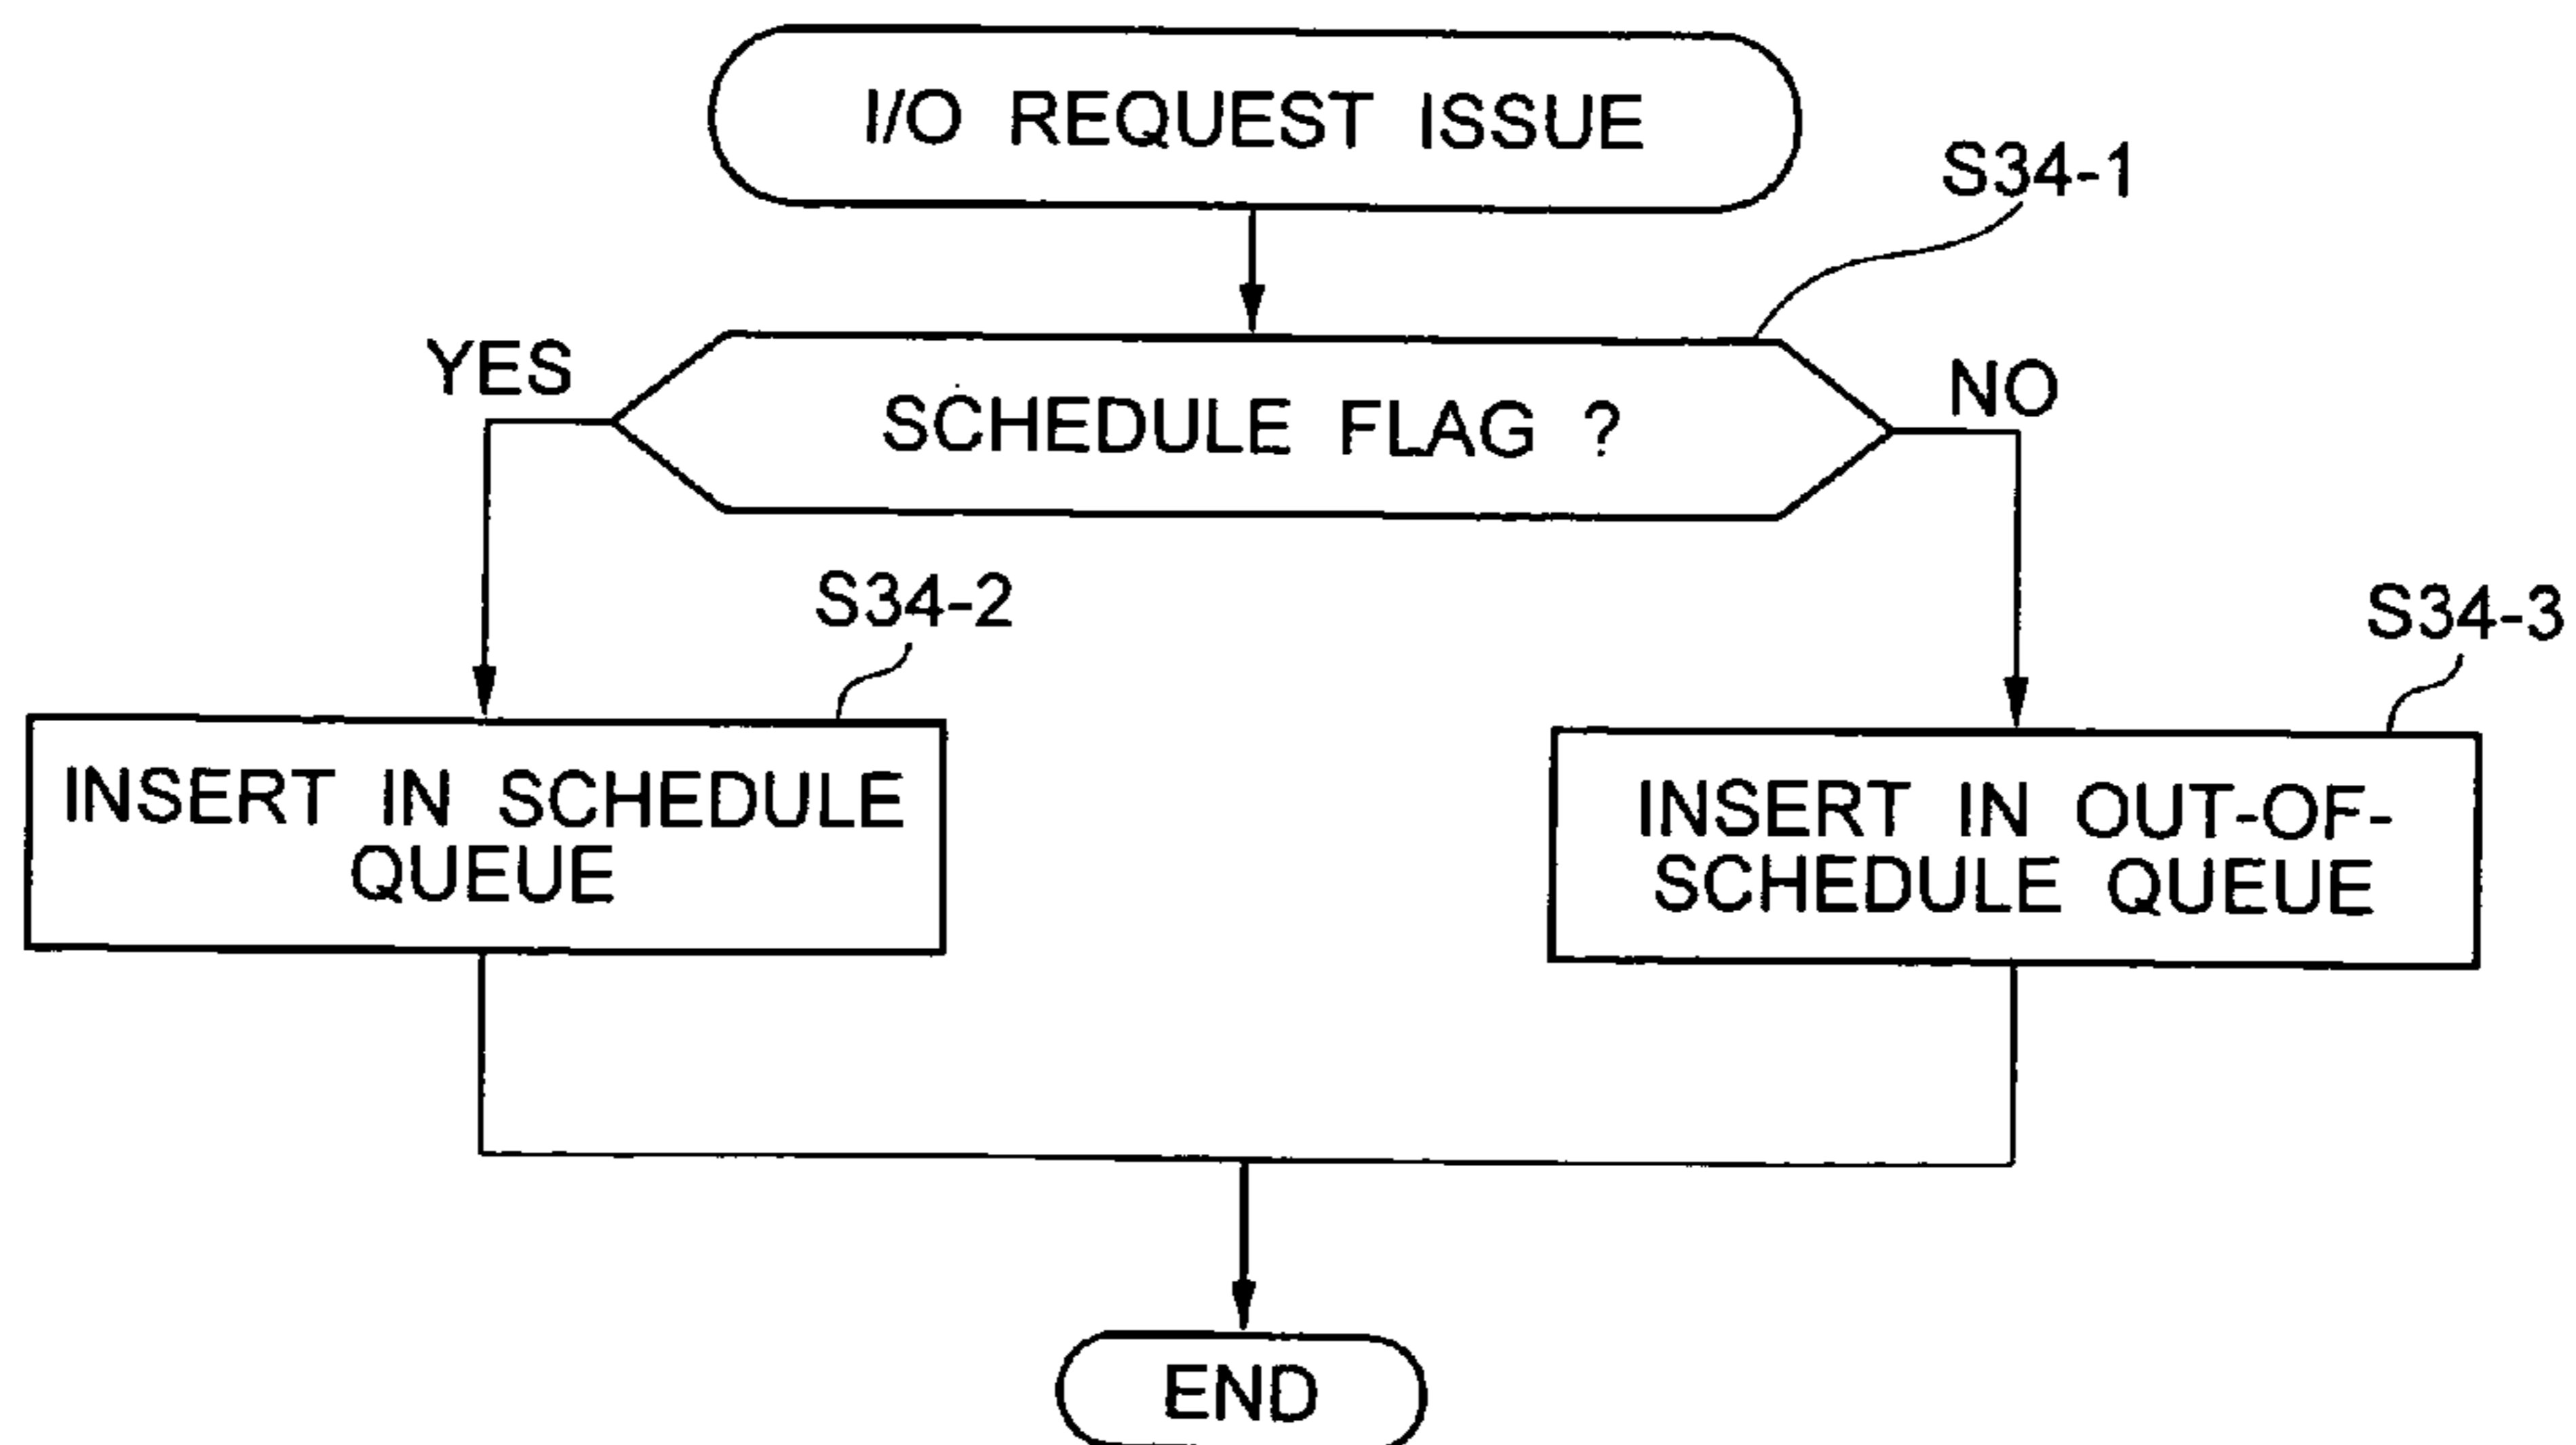 I/O REQUEST ISSUE
S34-1
YES
NO
SCHEDULE FLAG ?
S34-2
S34-3
INSERT IN SCHEDULE
QUEUE
INSERT IN OUT-OF-
SCHEDULE QUEUE
END